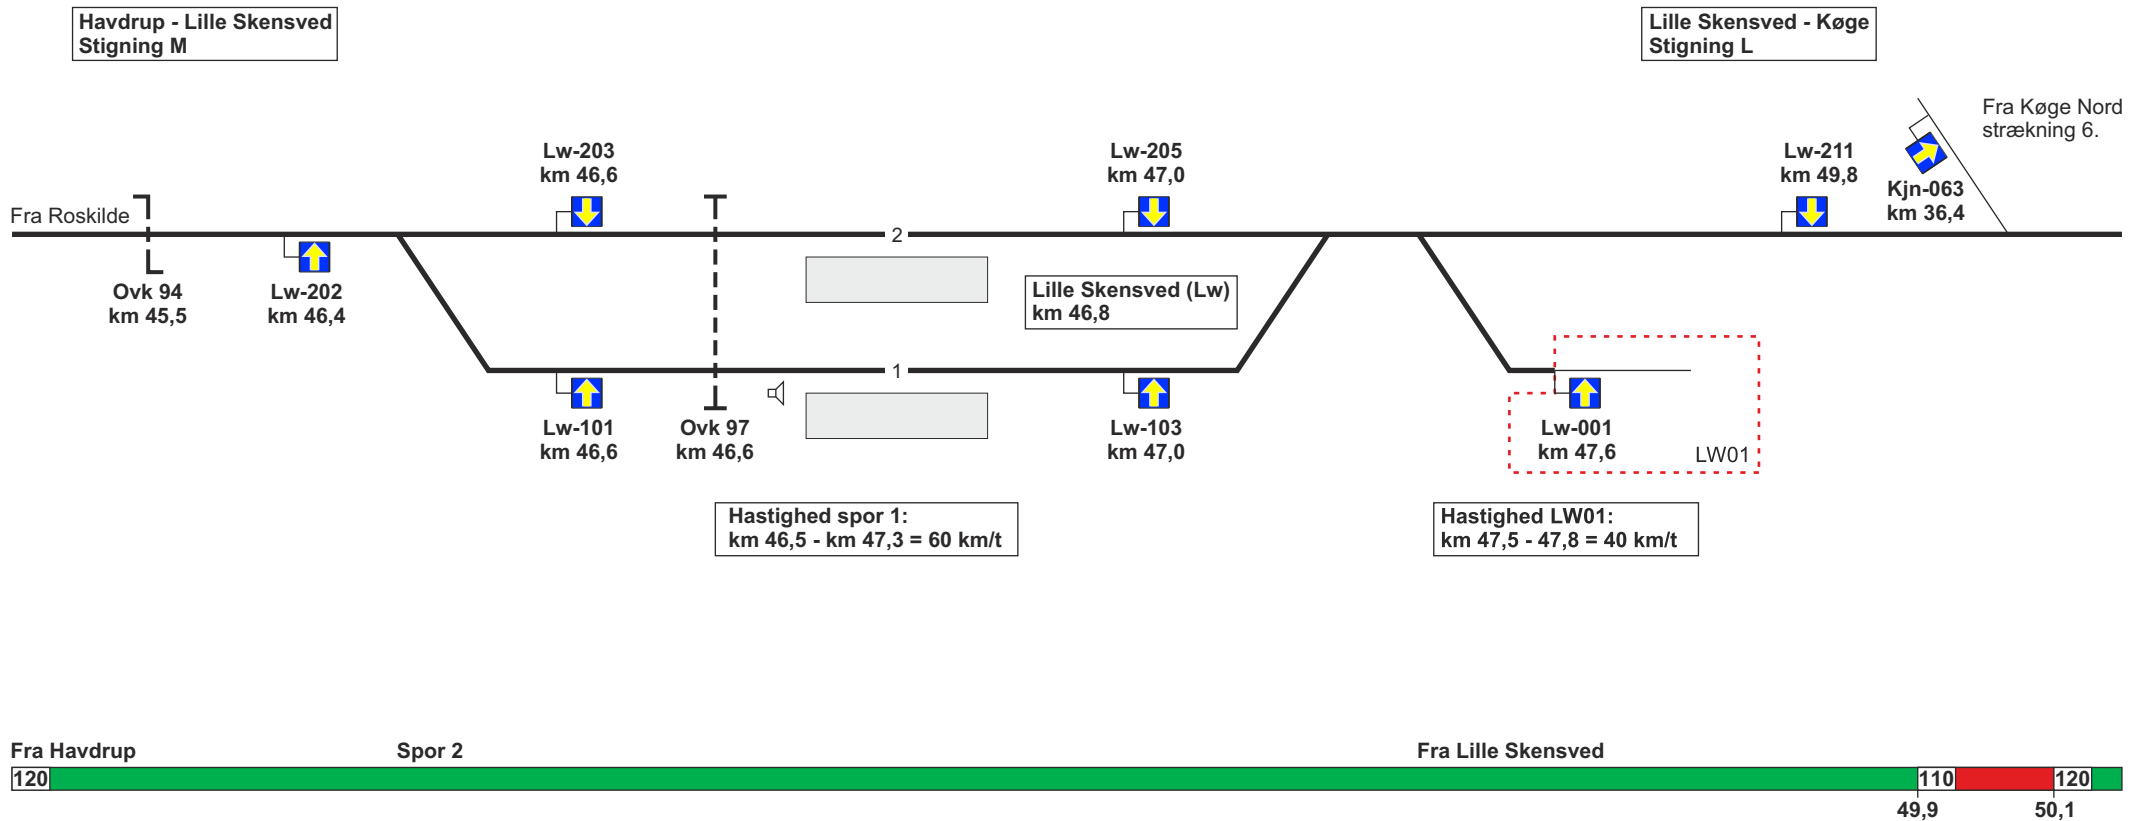 Havdrup - Lille Skensved
Stigning M
Lille Skensved - Køge
Stigning L
Fra Køge Nord
strækning 6.
Lw-203
km 46,6
Lw-205
km 47,0
Lw-211
km 49,8
Kjn-063
km 36,4
Fra Roskilde
2
Ovk 94
km 45,5
Lw-202
km 46,4
Lille Skensved (Lw)
km 46,8
1
Lw-101
km 46,6
Ovk 97
km 46,6
Lw-103
km 47,0
Lw-001
km 47,6
LW01
Hastighed spor 1:
km 46,5 - km 47,3 = 60 km/t
Hastighed LW01:
km 47,5 - 47,8 = 40 km/t
Fra Havdrup
Spor 2
Fra Lille Skensved
120
110
120
49,9
50,1